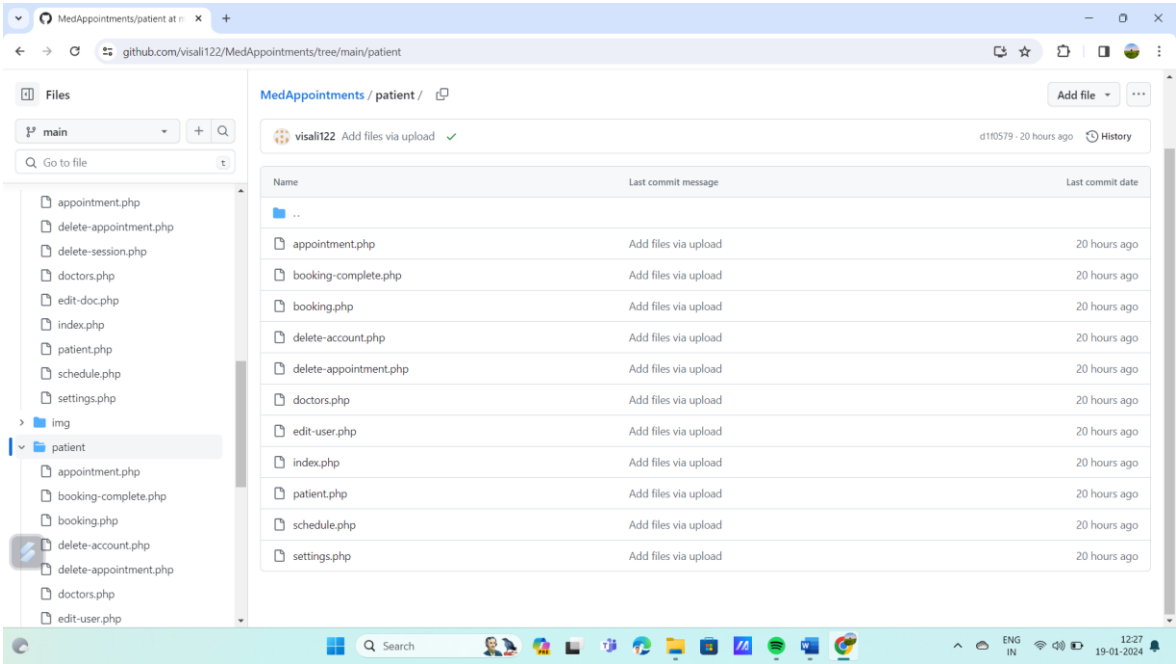 MedAppointments/patient at m
github.com/visali122/MedAppointments/tree/main/patient
Files
main
Go to file
t
appointment.php
delete-appointment.php
delete-session.php
doctors.php
edit-doc.php
index.php
patient.php
schedule.php
settings.php
img
patient
appointment.php
booking-complete.php
booking.php
delete-account.php
delete-appointment.php
doctors.php
edit-user.php
MedAppointments / patient /
Add file
visali122 Add files via upload
d1f0579 · 20 hours ago History
Name Last commit message Last commit date
..
appointment.php Add files via upload 20 hours ago
booking-complete.php Add files via upload 20 hours ago
booking.php Add files via upload 20 hours ago
delete-account.php Add files via upload 20 hours ago
delete-appointment.php Add files via upload 20 hours ago
doctors.php Add files via upload 20 hours ago
edit-user.php Add files via upload 20 hours ago
index.php Add files via upload 20 hours ago
patient.php Add files via upload 20 hours ago
schedule.php Add files via upload 20 hours ago
settings.php Add files via upload 20 hours ago
Search
ENG
IN
12:27
19-01-2024